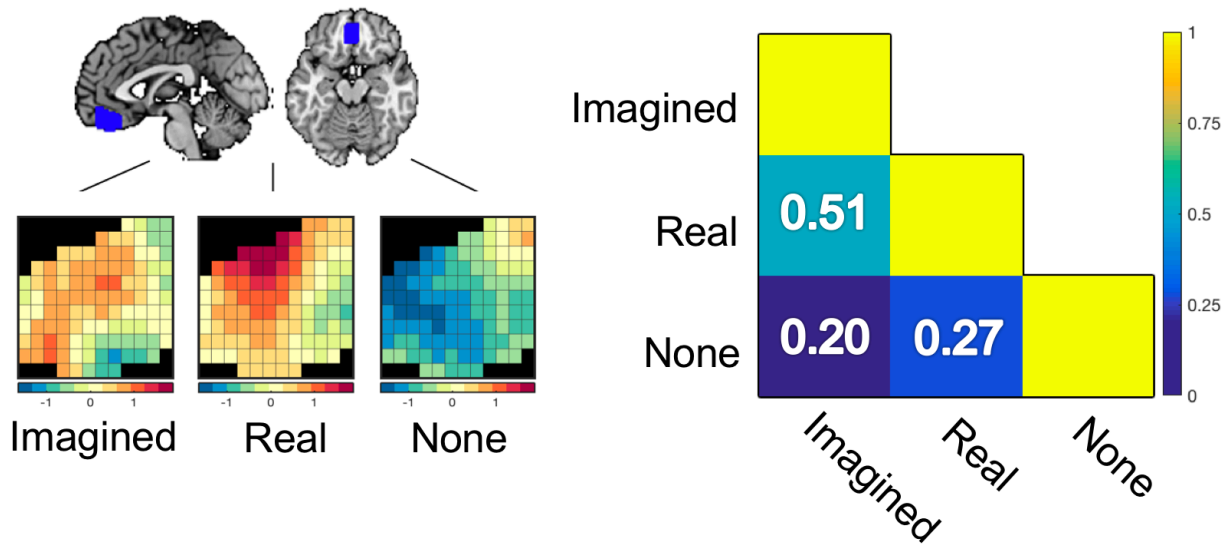 -1 0 1
-1 0 1
-1 0 1
Imagined Real None
Imagined
Real
None
0.51
0.20 0.27
Imagined
Real
None
1
0.75
0.5
0.25
0